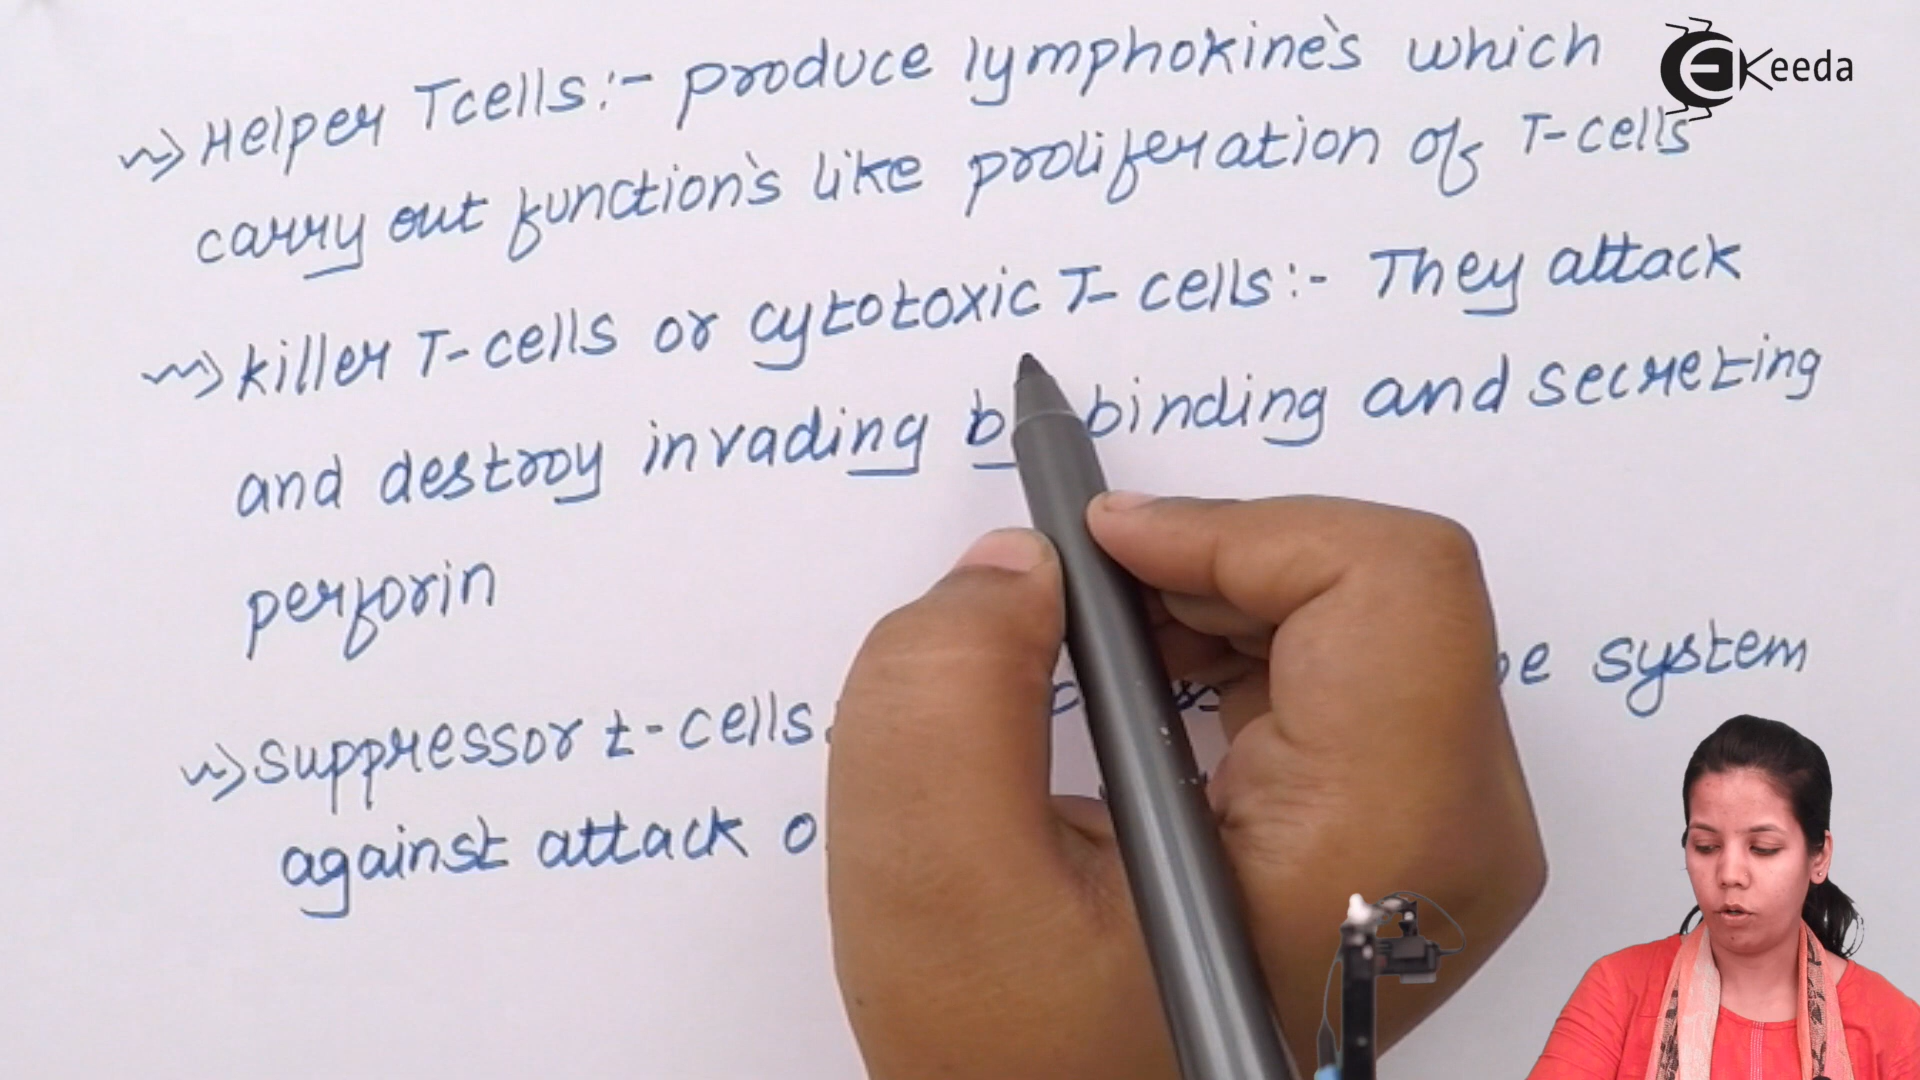 EKeeda
Helper Tcells:- produce lymphokine's which
carry out function's like proliferation of T-cells
killer T-cells or cytotoxic T-cells:- They attack
and destroy invading binding and secreting
perforin
suppressor t-cells system
against attack